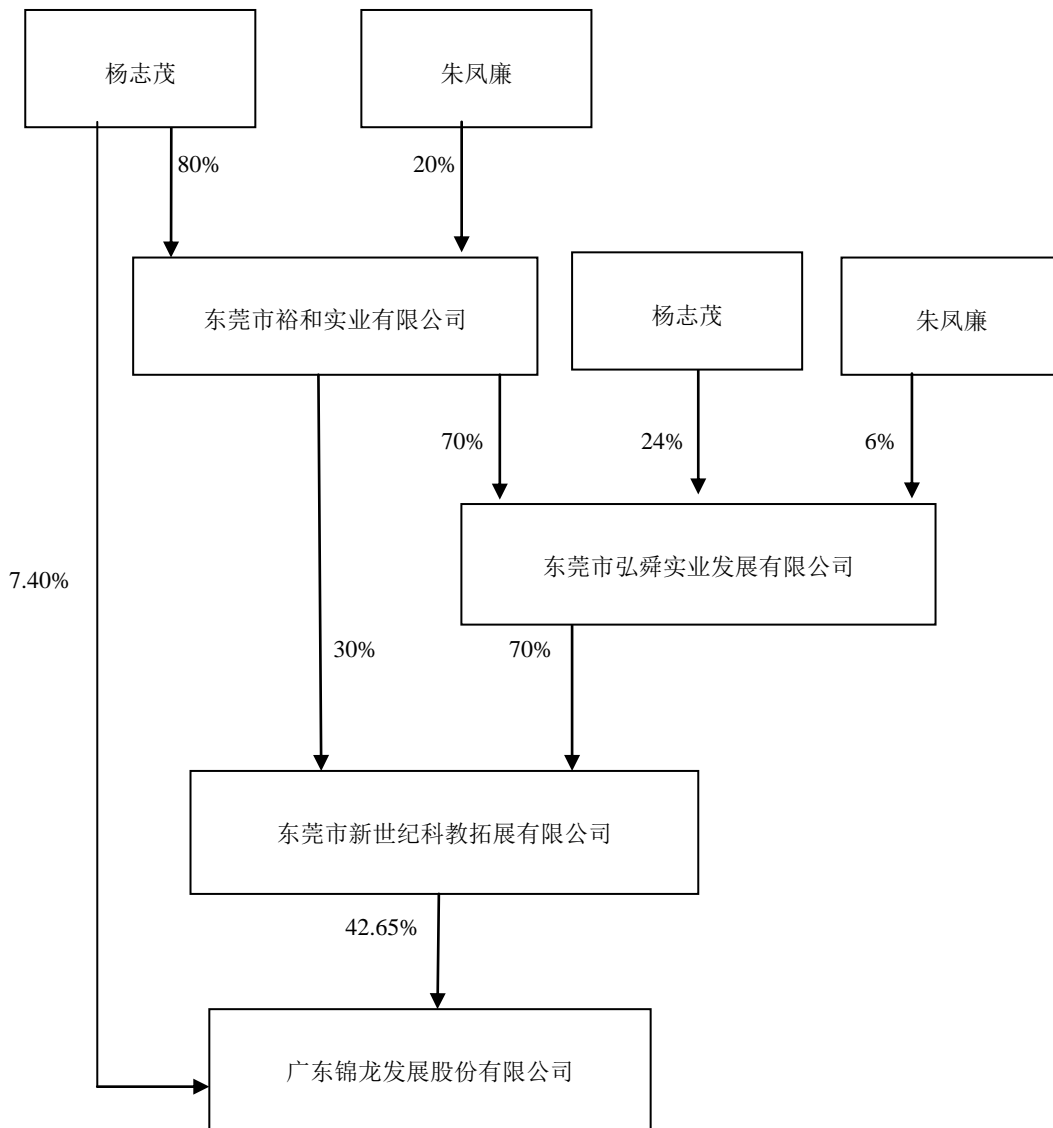 杨志茂
朱凤廉
80%
20%
东莞市裕和实业有限公司
杨志茂
朱凤廉
70%
24%
6%
东莞市弘舜实业发展有限公司
7.40%
30%
70%
东莞市新世纪科教拓展有限公司
42.65%
广东锦龙发展股份有限公司